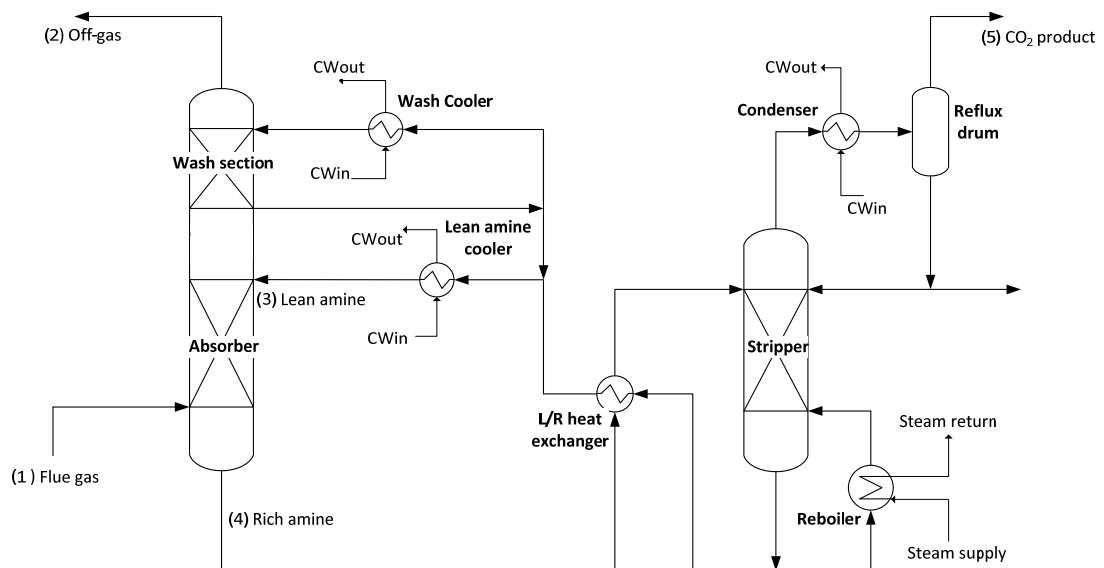 (2) Off-gas
(5) CO₂ product
CWout
Wash Cooler
CWout
Condenser
Reflux
drum
Wash section
CWin
CWin
CWout
Lean amine
cooler
(3) Lean amine
CWin
Absorber
Stripper
L/R heat
exchanger
Steam return
(1 ) Flue gas
(4) Rich amine
Reboiler
Steam supply